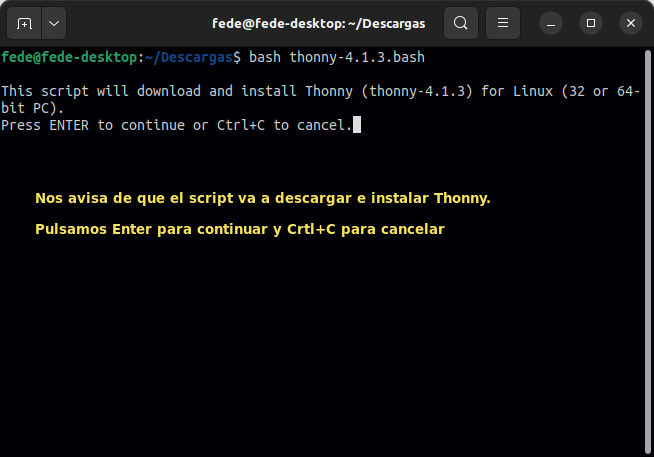 fede@fede-desktop: ~/Descargas
fede@fede-desktop:~/Descargas$ bash thonny-4.1.3.bash
This script will download and install Thonny (thonny-4.1.3) for Linux (32 or 64-
bit PC).
Press ENTER to continue or Ctrl+C to cancel.
Nos avisa de que el script va a descargar e instalar Thonny.
Pulsamos Enter para continuar y Crtl+C para cancelar